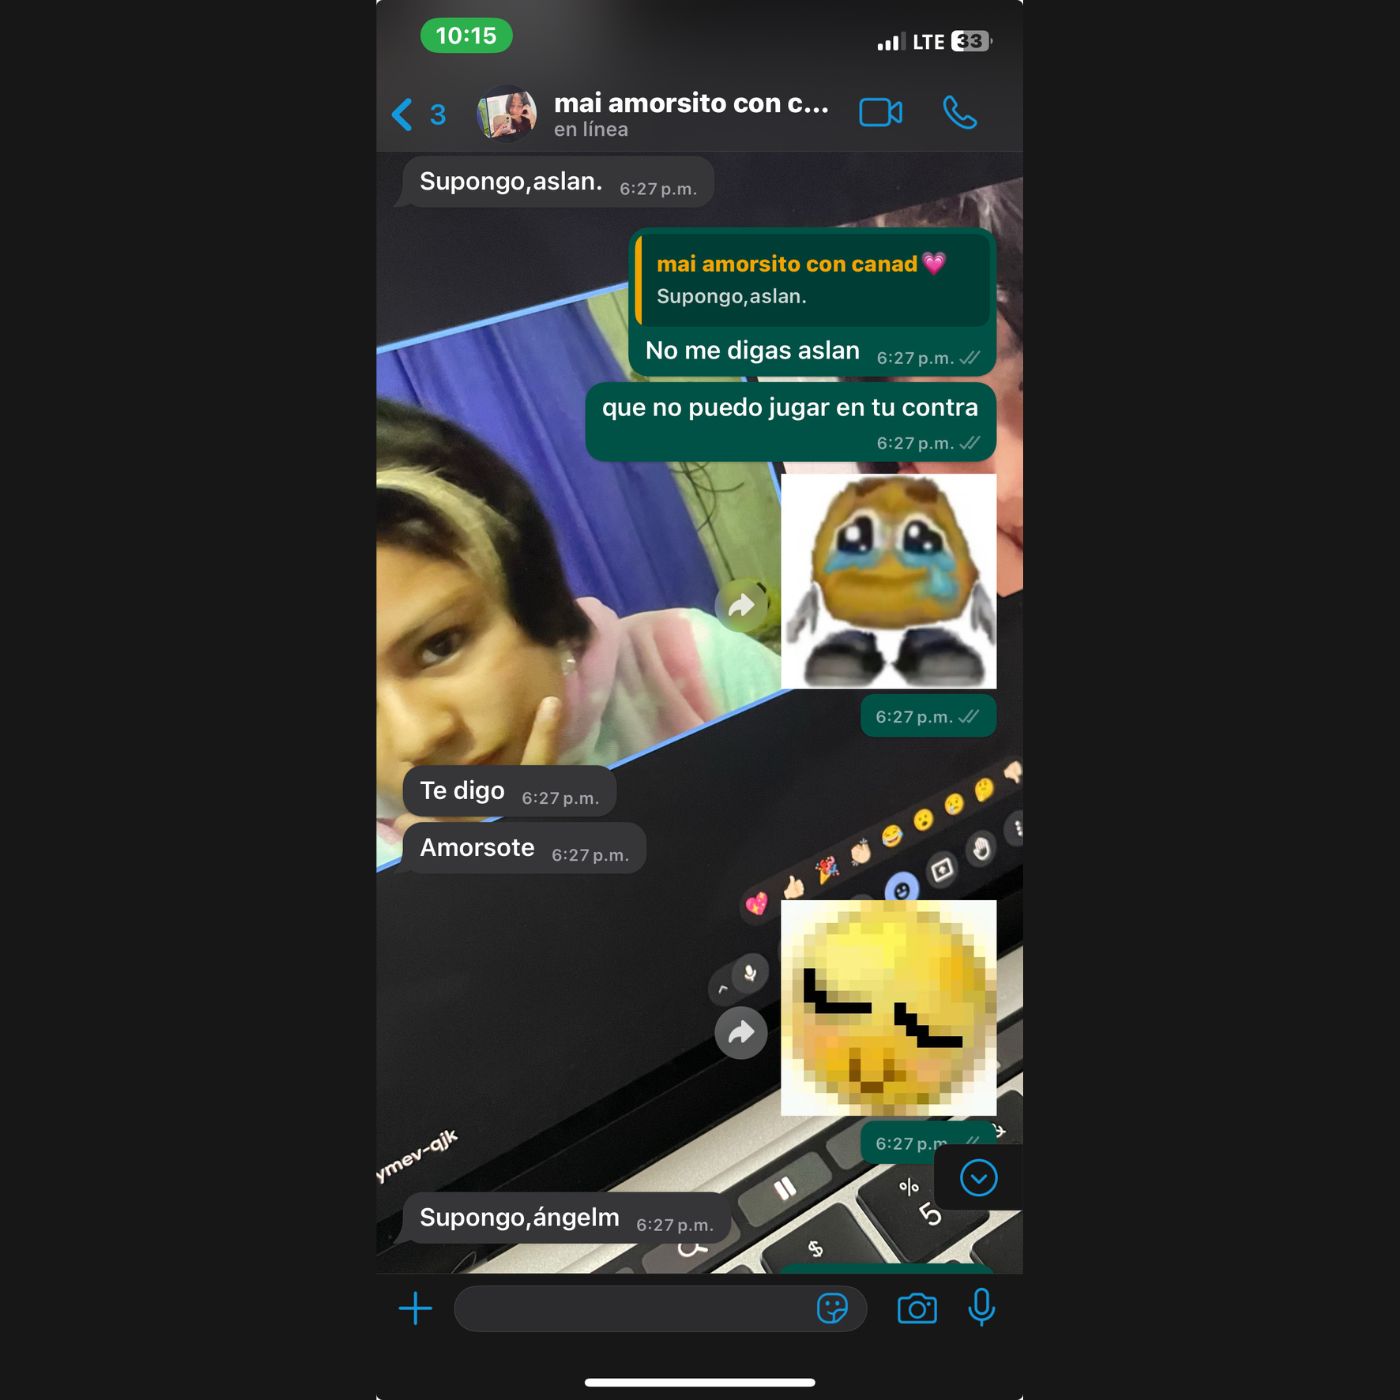 10:15
LTE 33
3
mai amorsito con c...
en línea
Supongo,aslan. 6:27 p.m.
mai amorsito con canad💗
Supongo,aslan.
No me digas aslan 6:27 p.m.
que no puedo jugar en tu contra
6:27 p.m.
6:27 p.m.
Te digo 6:27 p.m.
Amorsote 6:27 p.m.
6:27 p.m.
ymev-qjk
%
5
$
&
Supongo,ángelm 6:27 p.m.